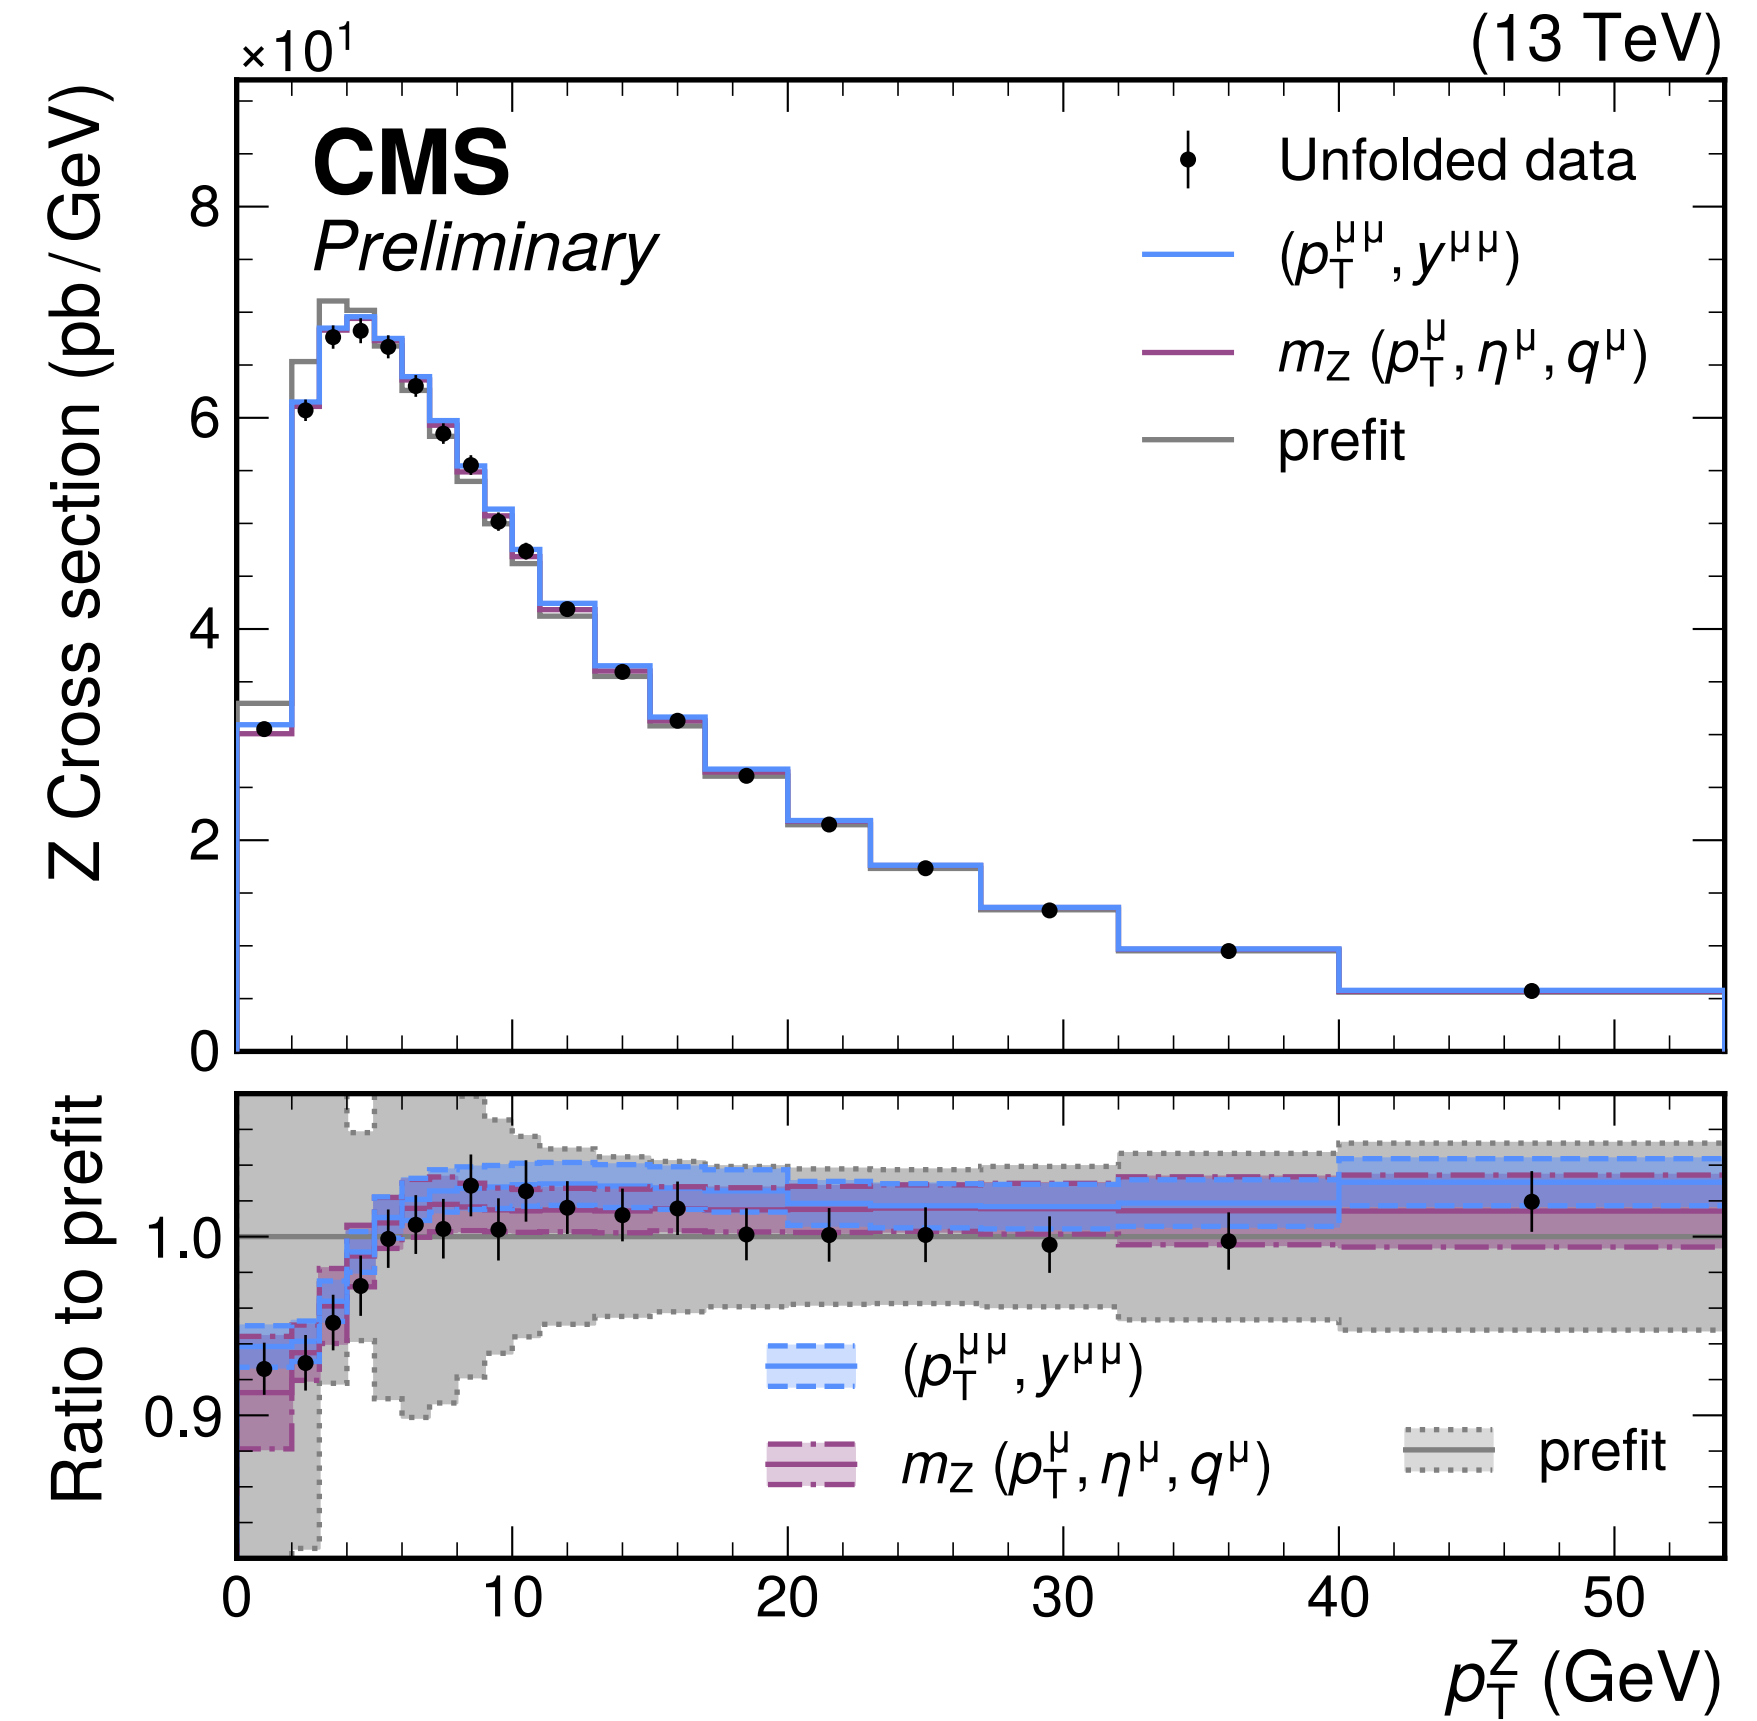 ×10¹
(13 TeV)
CMS
Preliminary
Z Cross section (pb/GeV)
8
6
4
2
0
Unfolded data
(p_T^μμ, y^μμ)
m_Z (p_T^μ, η^μ, q^μ)
prefit
Ratio to prefit
1.0
0.9
(p_T^μμ, y^μμ)
m_Z (p_T^μ, η^μ, q^μ)
prefit
0 10 20 30 40 50
p_T^Z (GeV)